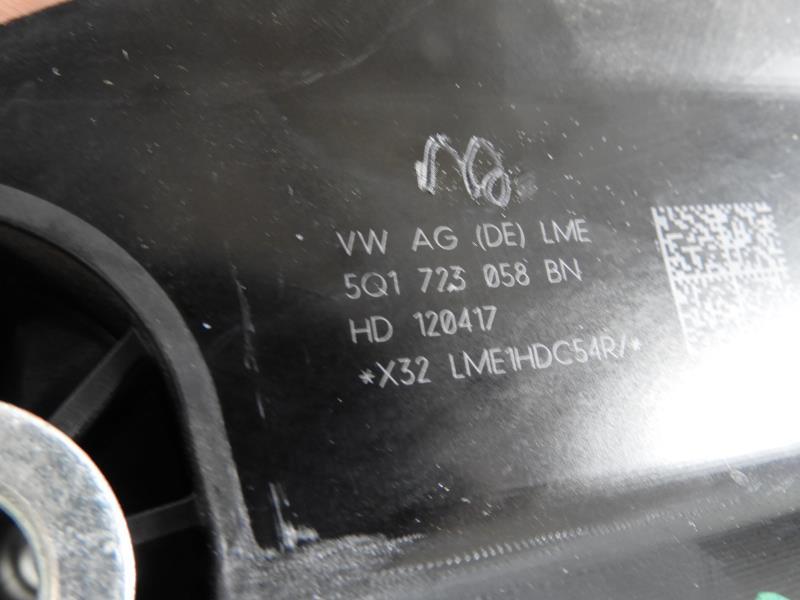 VW AG (DE) LME
5Q1 723 058 BN
HD 120417
*X32 LME1HDC54R/*